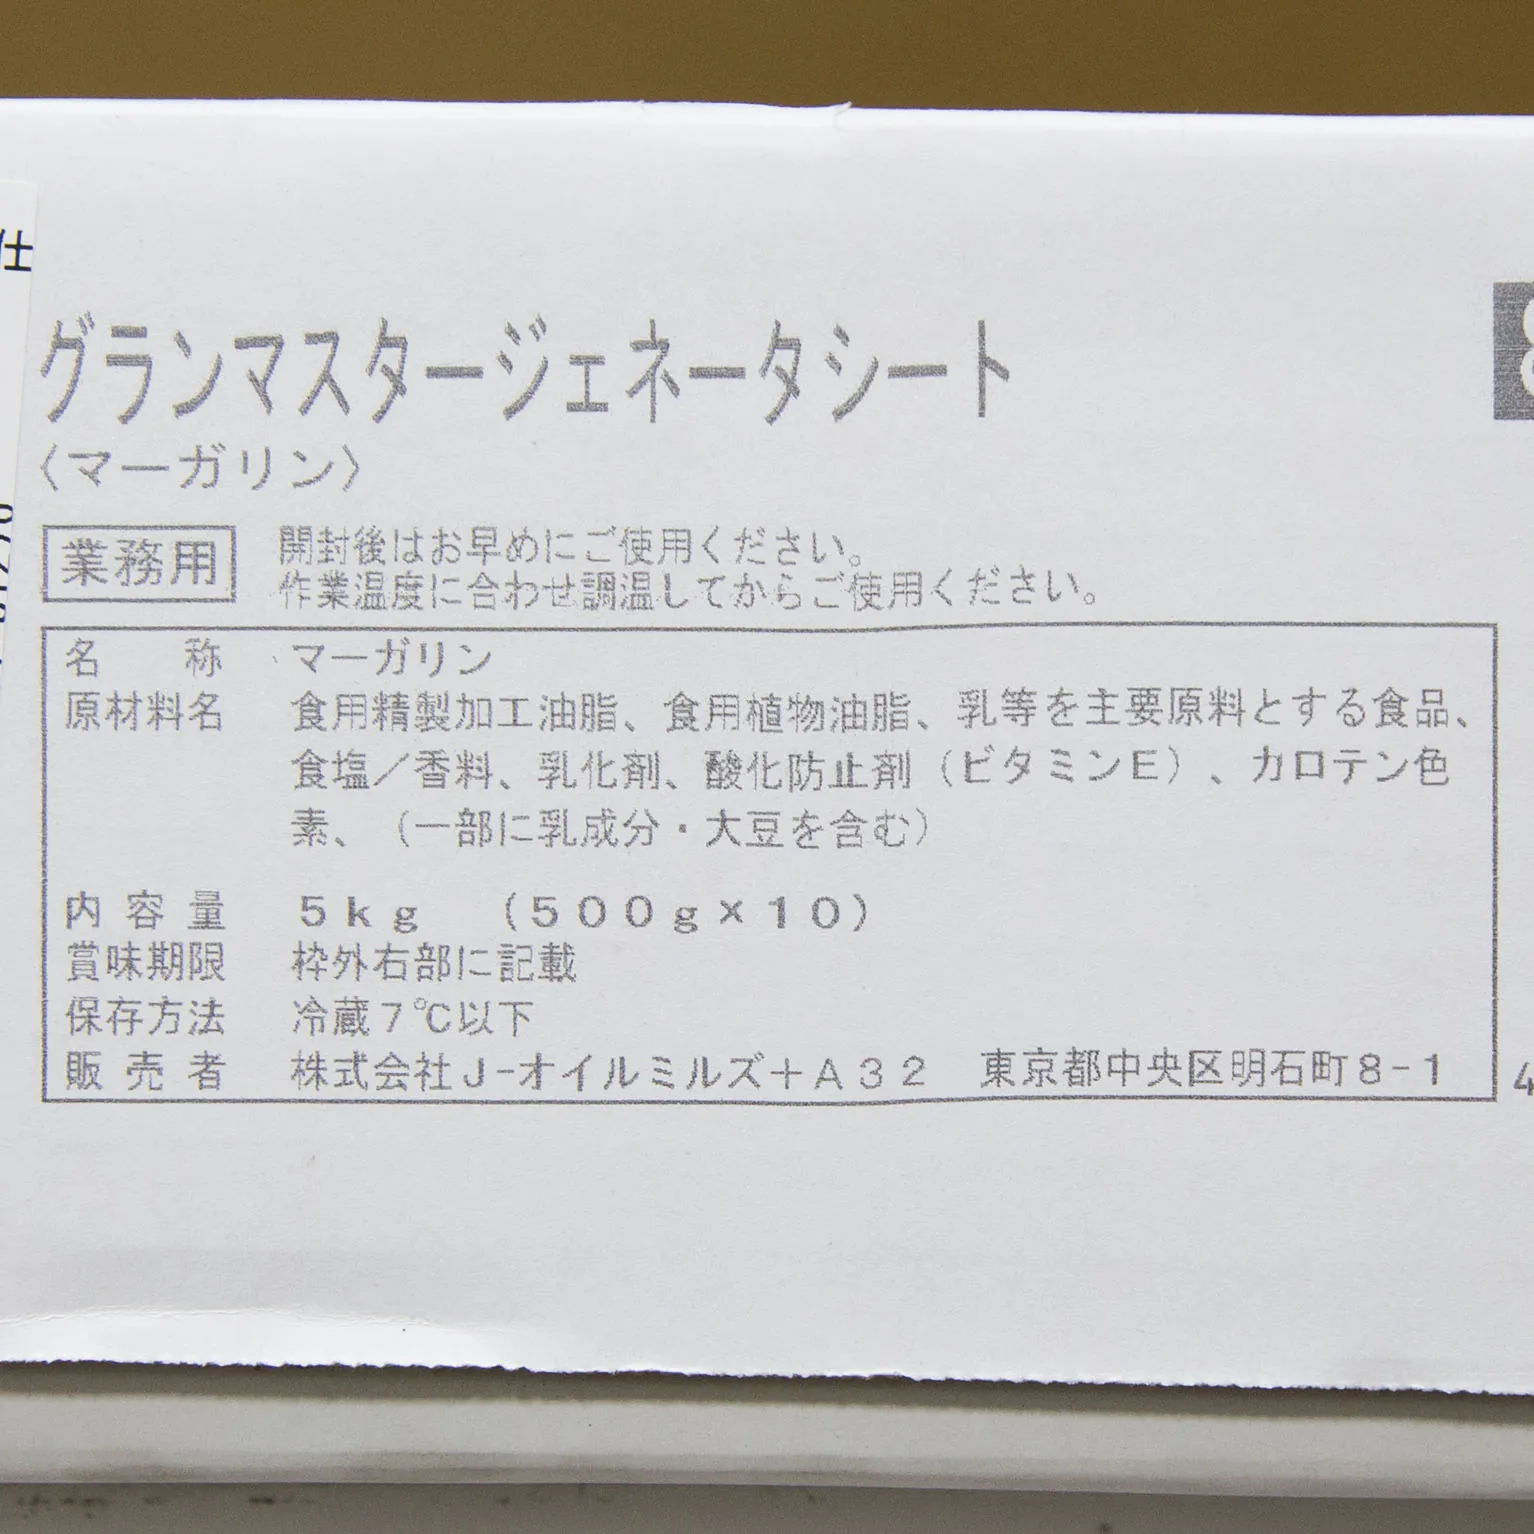 仕
グランマスタージェネータシート
〈マーガリン〉
業務用
開封後はお早めにご使用ください。
作業温度に合わせ調温してからご使用ください。
名称 マーガリン
原材料名 食用精製加工油脂、食用植物油脂、乳等を主要原料とする食品、
食塩／香料、乳化剤、酸化防止剤（ビタミンE）、カロテン色
素、（一部に乳成分・大豆を含む）
内容量 5kg （500g×10）
賞味期限 枠外右部に記載
保存方法 冷蔵7℃以下
販売者 株式会社J-オイルミルズ＋A32 東京都中央区明石町8-1